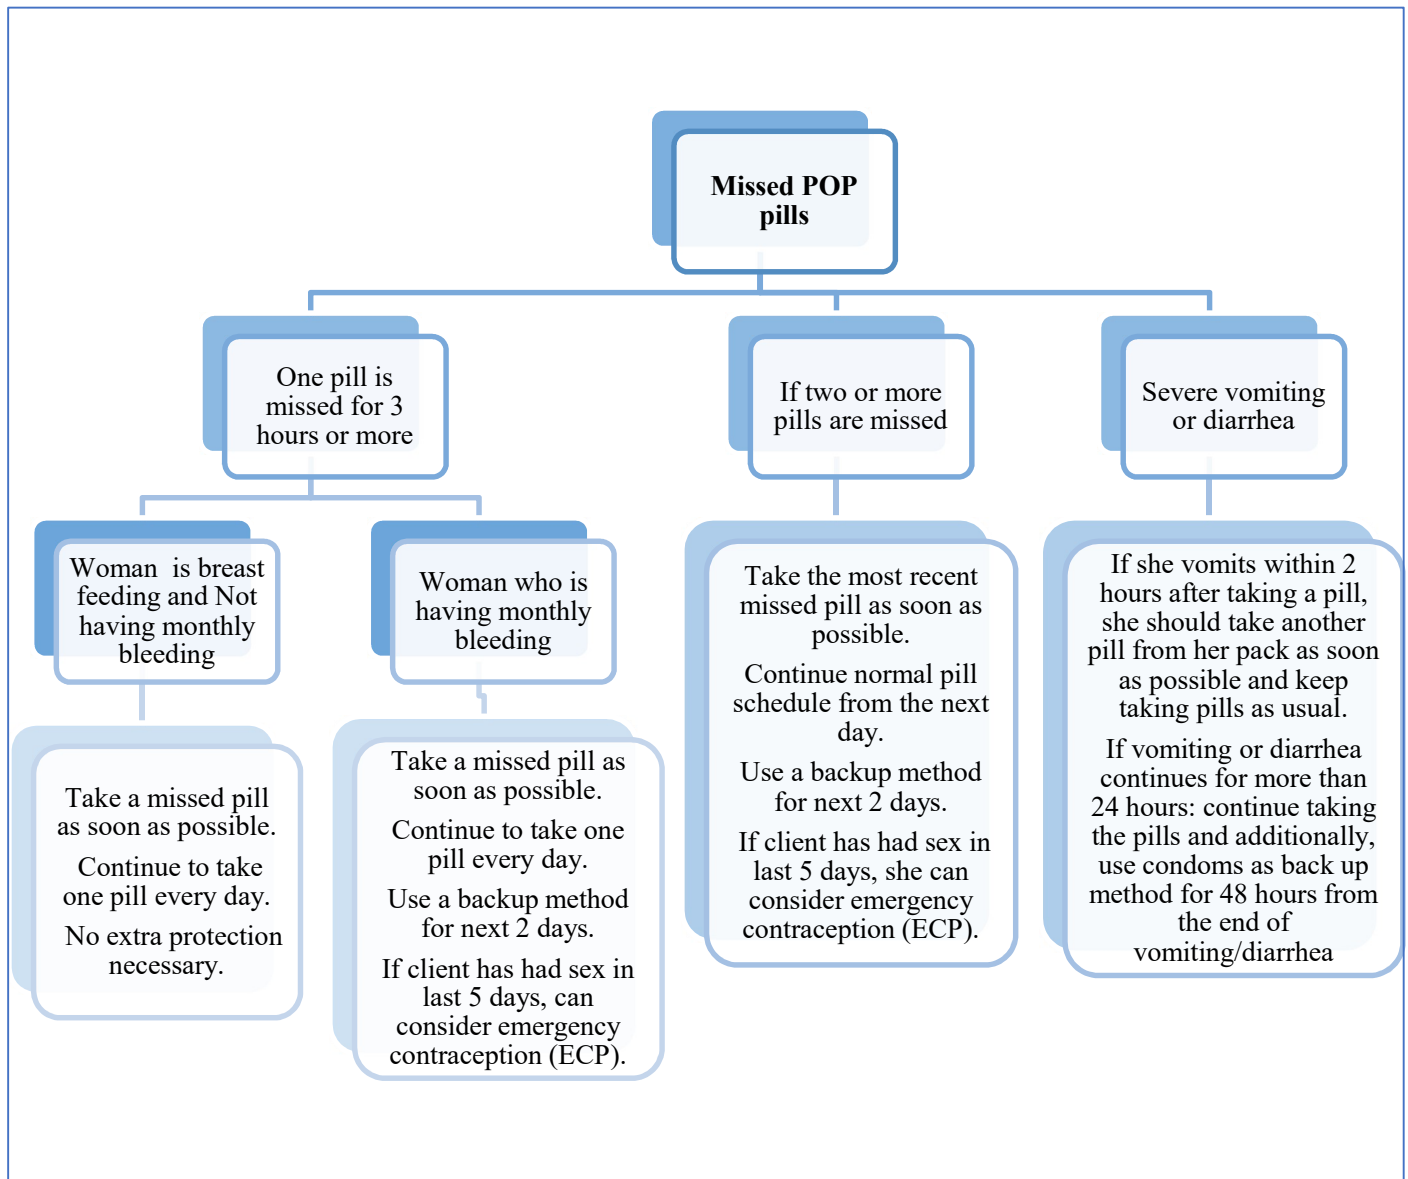 Missed POP
pills
One pill is
missed for 3
hours or more
If two or more
pills are missed
Severe vomiting
or diarrhea
Woman is breast
feeding and Not
having monthly
bleeding
Woman who is
having monthly
bleeding
Take a missed pill
as soon as possible.
Continue to take
one pill every day.
No extra protection
necessary.
Take a missed pill as
soon as possible.
Continue to take one
pill every day.
Use a backup method
for next 2 days.
If client has had sex in
last 5 days, can
consider emergency
contraception (ECP).
Take the most recent
missed pill as soon as
possible.
Continue normal pill
schedule from the next
day.
Use a backup method
for next 2 days.
If client has had sex in
last 5 days, she can
consider emergency
contraception (ECP).
If she vomits within 2
hours after taking a pill,
she should take another
pill from her pack as soon
as possible and keep
taking pills as usual.
If vomiting or diarrhea
continues for more than
24 hours: continue taking
the pills and additionally,
use condoms as back up
method for 48 hours from
the end of
vomiting/diarrhea